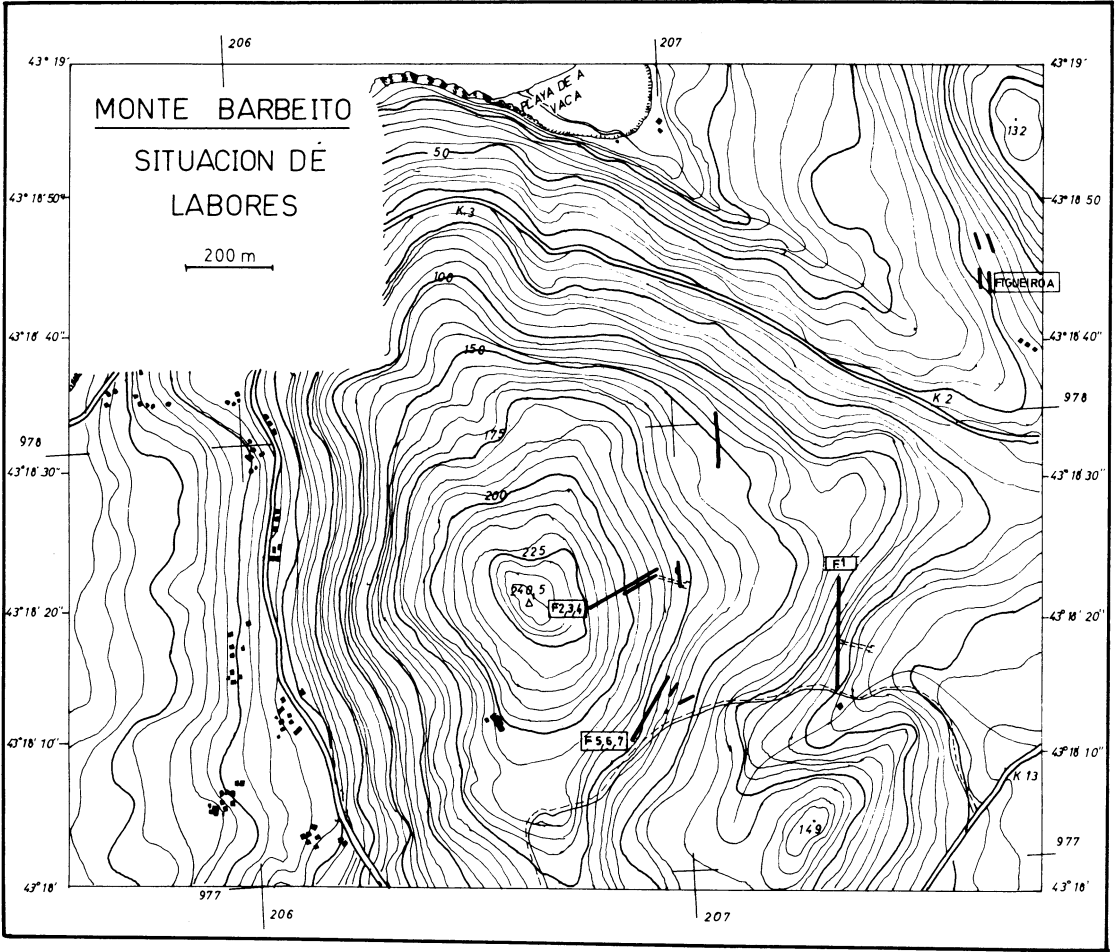 206
207
43° 19'
43° 19'
MONTE BARBEITO
SITUACION DE
LABORES
200 m
PLAYA DE A
VACA
132
50
43° 18' 50"
43° 18' 50
K.3
FIGUEIROA
100
43° 18' 40"
43° 18' 40"
150
K 2
978
978
175
43° 18' 30"
43° 18' 30"
200
225
F1
240,5
F2,3,4
43° 18' 20"
43° 18' 20"
F 5,6,7
43° 18' 10"
43° 18' 10"
K 13
149
977
43° 18'
43° 18'
977
206
207